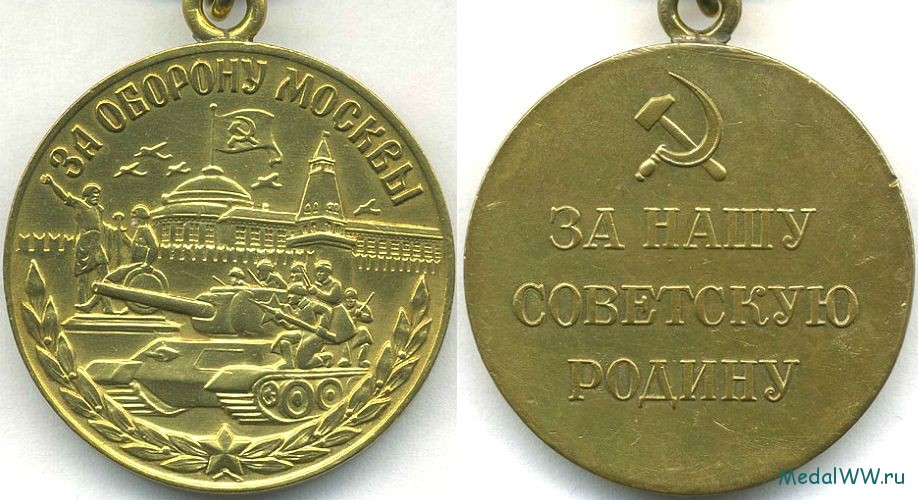 ЗА ОБОРОНУ МОСКВЫ
ЗА НАШУ
СОВЕТСКУЮ
РОДИНУ
MedalWW.ru